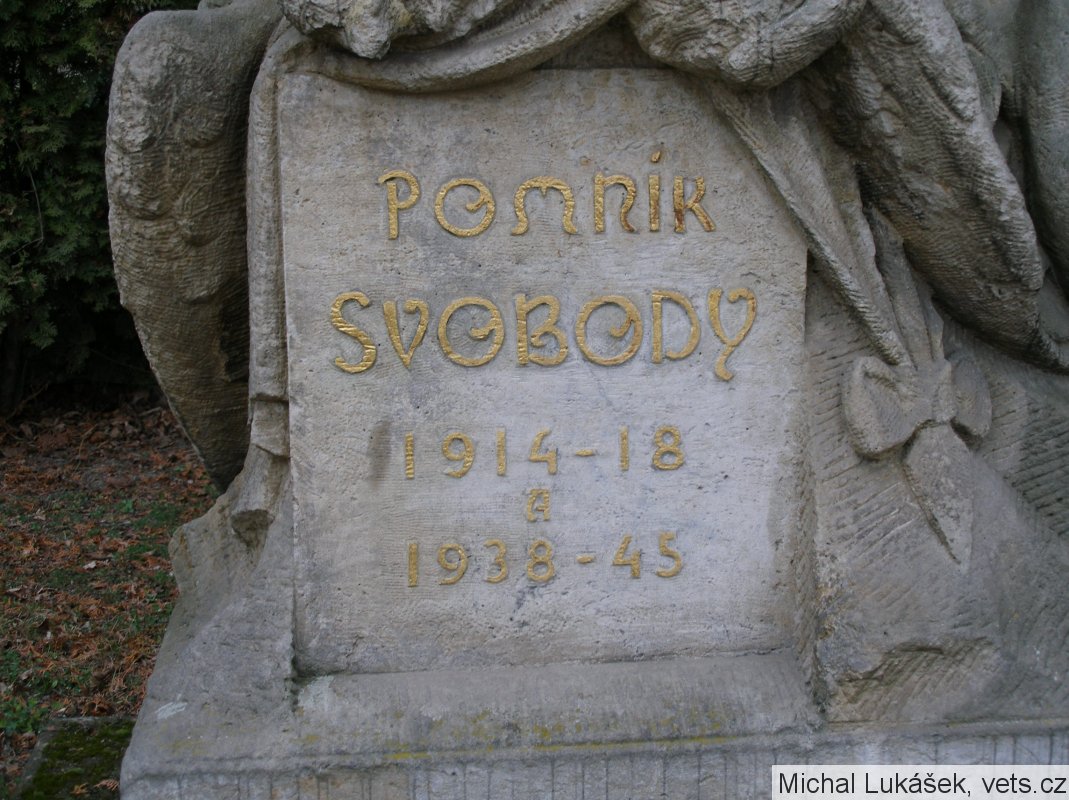 POMNÍK
SVOBODY
1914-18
A
1938-45
Michal Lukášek, vets.cz